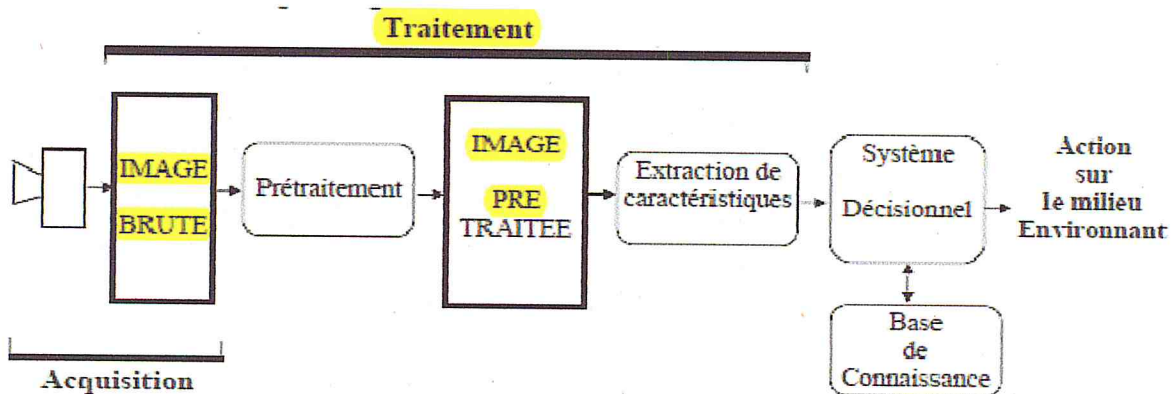 Traitement
IMAGE
BRUTE
Prétraitement
IMAGE
PRE
TRAITEE
Extraction de
caractéristiques
Système
Décisionnel
Action
sur
le milieu
Environnant
Base
de
Connaissance
Acquisition